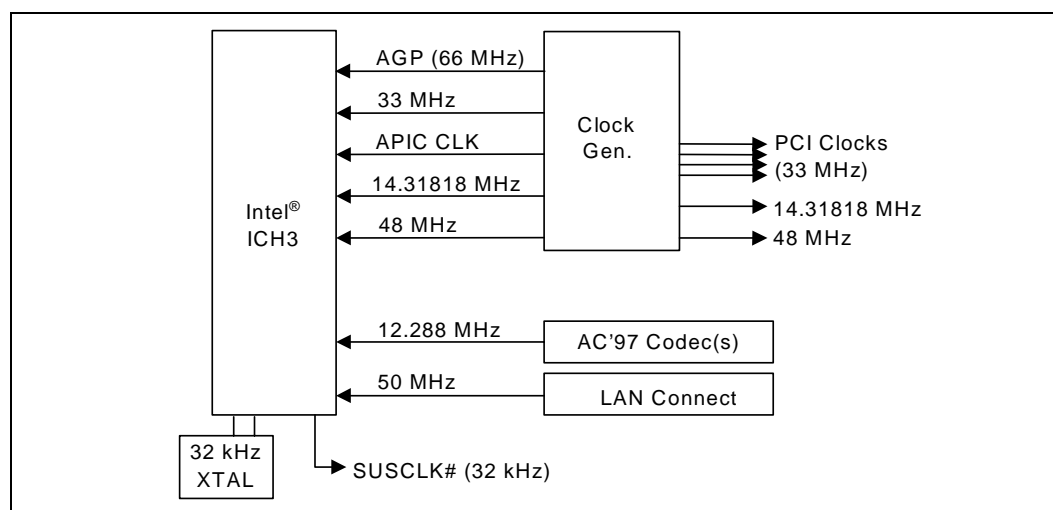 AGP (66 MHz)
33 MHz
APIC CLK
14.31818 MHz
48 MHz
Clock
Gen.
PCI Clocks
(33 MHz)
14.31818 MHz
48 MHz
Intel®
ICH3
12.288 MHz
AC'97 Codec(s)
50 MHz
LAN Connect
32 kHz
XTAL
SUSCLK# (32 kHz)